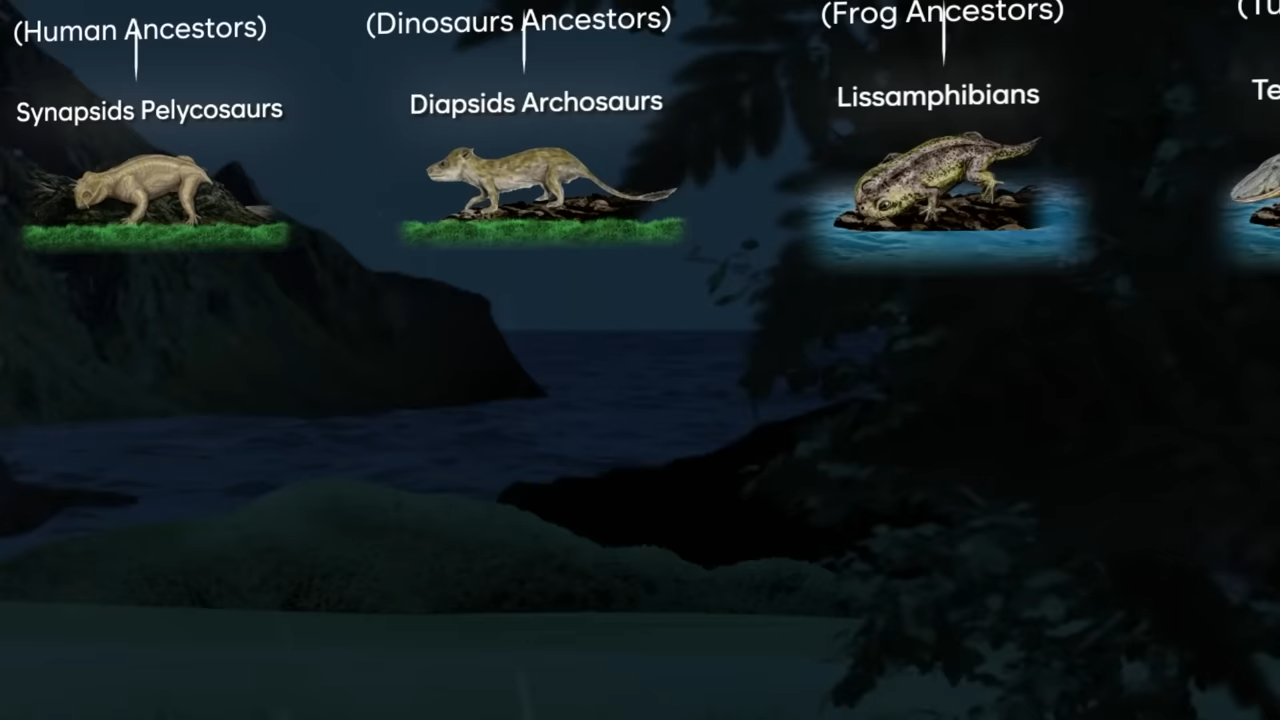 (Human Ancestors)
(Dinosaurs Ancestors)
(Frog Ancestors)
Synapsids Pelycosaurs
Diapsids Archosaurs
Lissamphibians